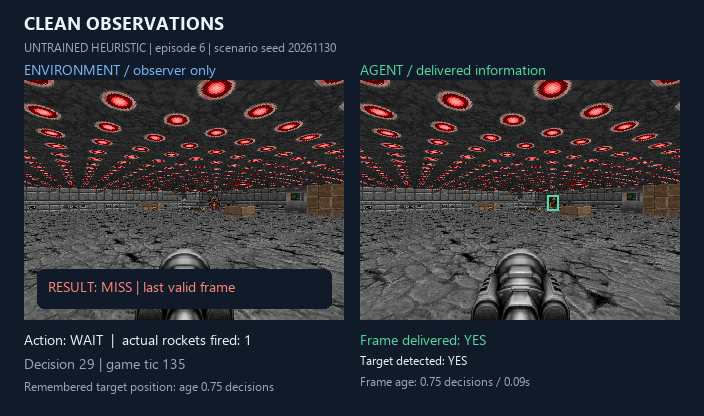 CLEAN OBSERVATIONS
UNTRAINED HEURISTIC | episode 6 | scenario seed 20261130
ENVIRONMENT / observer only
AGENT / delivered information
RESULT: MISS | last valid frame
Action: WAIT | actual rockets fired: 1
Decision 29 | game tic 135
Remembered target position: age 0.75 decisions
Frame delivered: YES
Target detected: YES
Frame age: 0.75 decisions / 0.09s